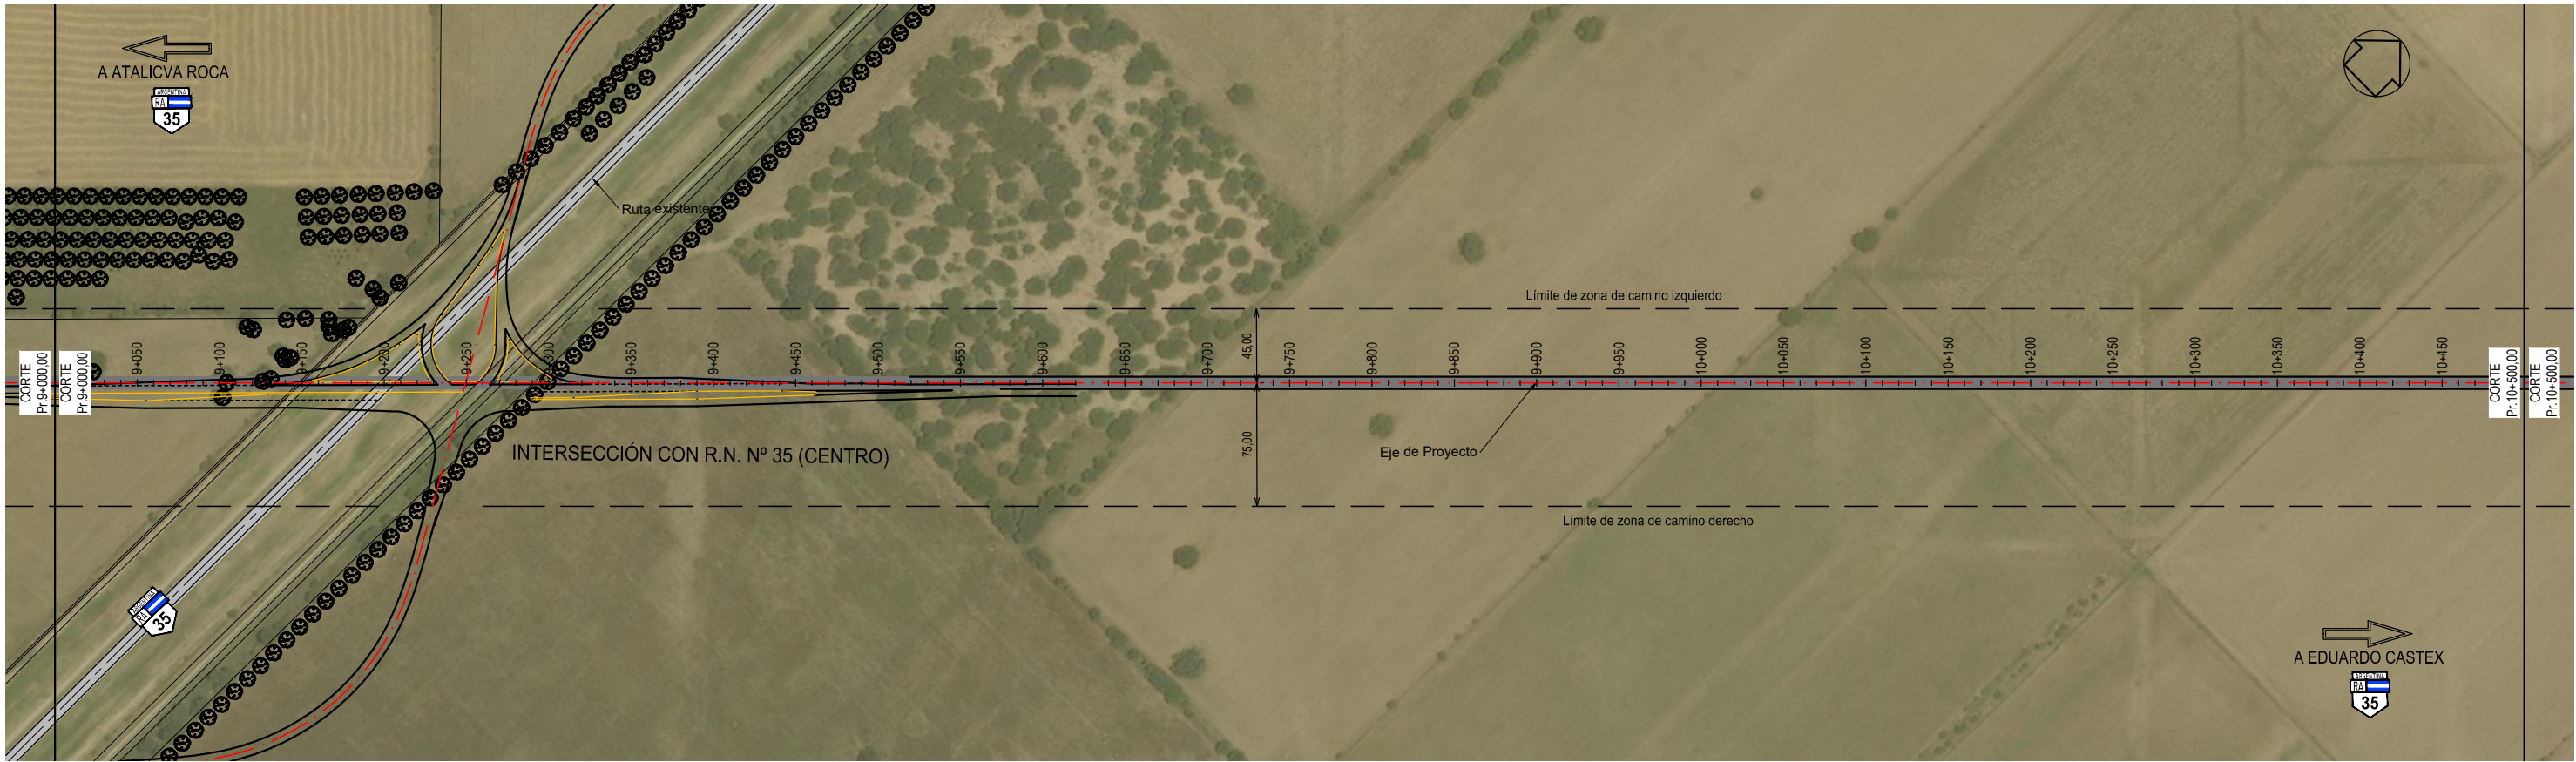 A ATALICVA ROCA
ARGENTINA
RA
35
Ruta existente
Límite de zona de camino izquierdo
CORTE
Pr.9+000.00
CORTE
Pr.9+000.00
9+050
9+100
9+150
9+200
9+250
9+300
9+350
9+400
9+450
9+500
9+550
9+600
9+650
9+700
45,00
9+750
9+800
9+850
9+900
9+950
10+000
10+050
10+100
10+150
10+200
10+250
10+300
10+350
10+400
10+450
CORTE
Pr.10+500,00
CORTE
Pr.10+500,00
INTERSECCIÓN CON R.N. Nº 35 (CENTRO)
75,00
Eje de Proyecto
Límite de zona de camino derecho
ARGENTINA
RA
35
A EDUARDO CASTEX
ARGENTINA
RA
35